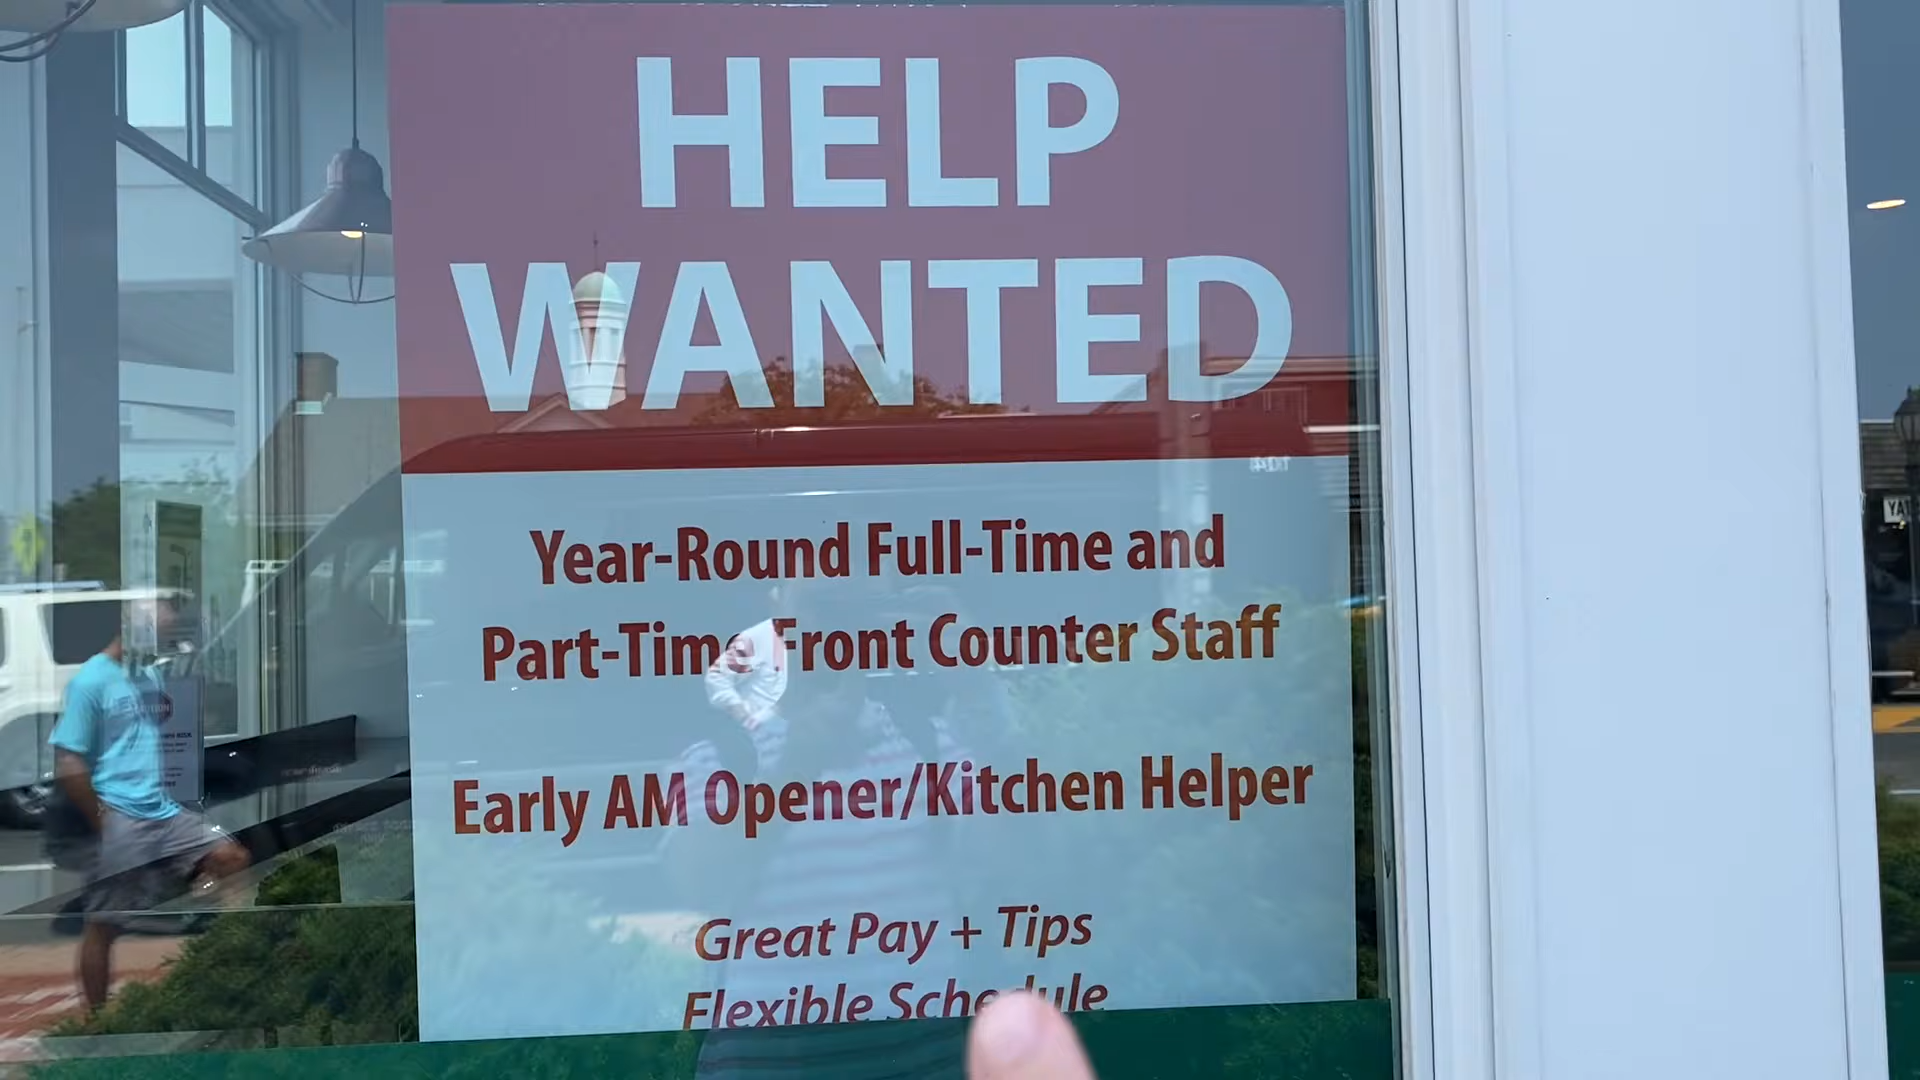 HELP
WANTED
Year-Round Full-Time and
Part-Time Front Counter Staff
Early AM Opener/Kitchen Helper
Great Pay + Tips
Flexible Schedule